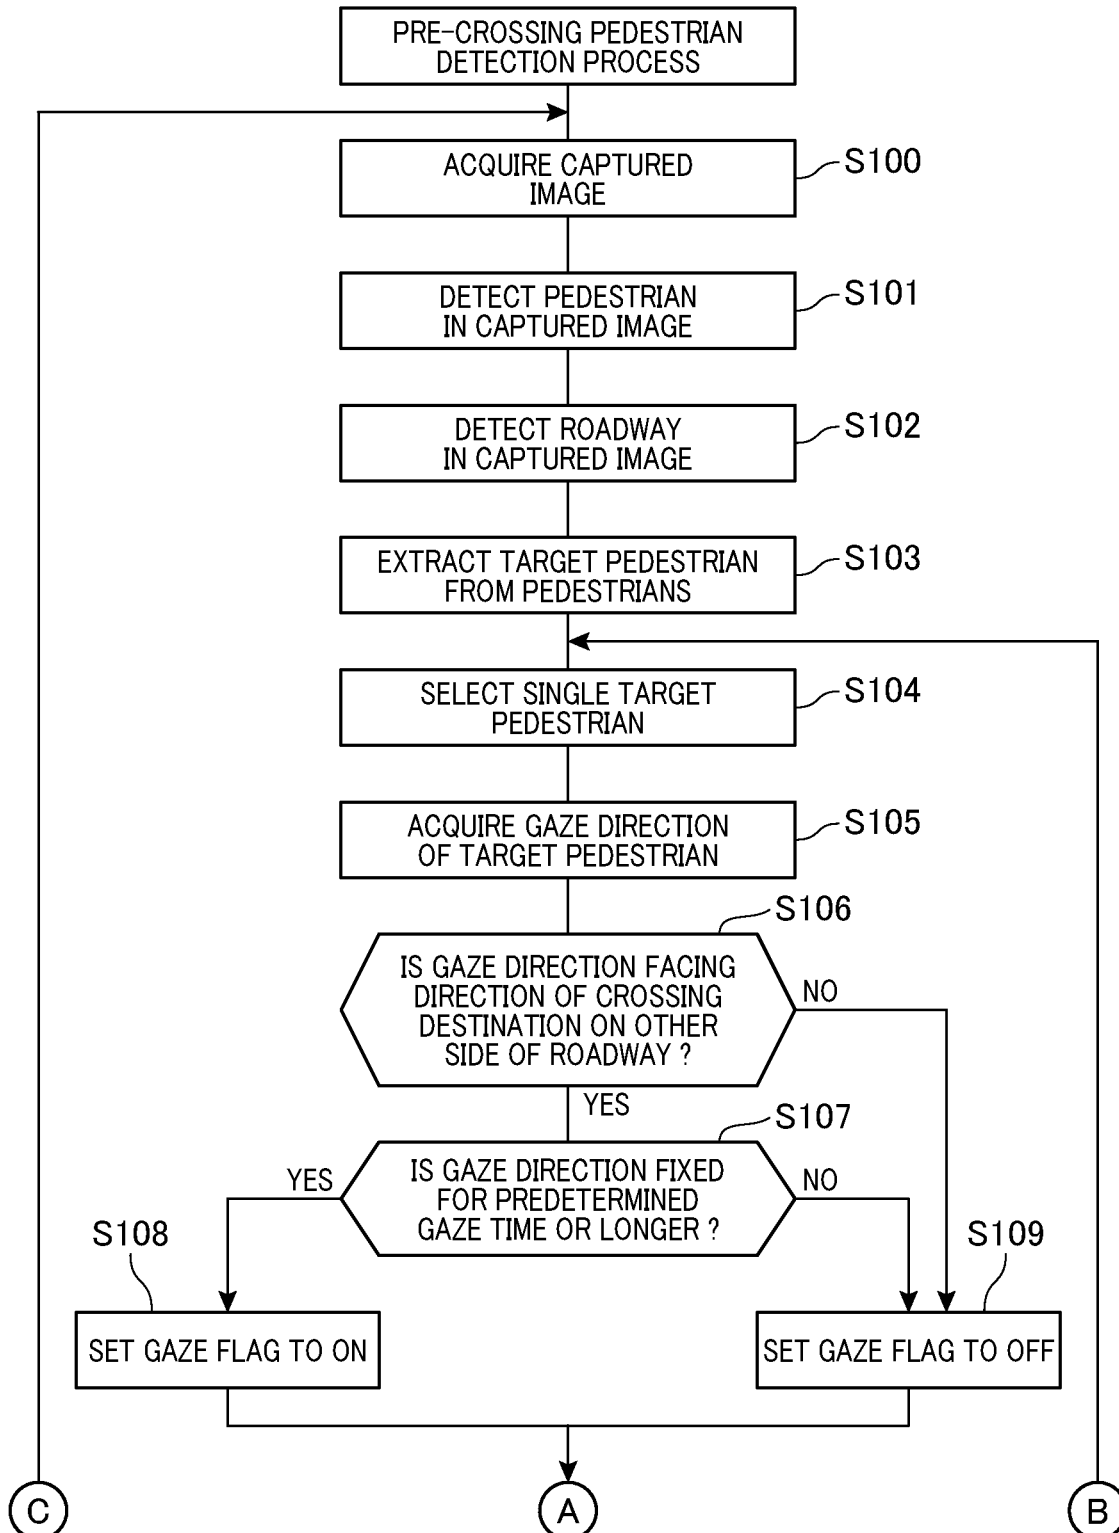 PRE-CROSSING PEDESTRIAN
DETECTION PROCESS
ACQUIRE CAPTURED
IMAGE
S100
DETECT PEDESTRIAN
IN CAPTURED IMAGE
S101
DETECT ROADWAY
IN CAPTURED IMAGE
S102
EXTRACT TARGET PEDESTRIAN
FROM PEDESTRIANS
S103
SELECT SINGLE TARGET
PEDESTRIAN
S104
ACQUIRE GAZE DIRECTION
OF TARGET PEDESTRIAN
S105
S106
IS GAZE DIRECTION FACING
DIRECTION OF CROSSING
DESTINATION ON OTHER
SIDE OF ROADWAY ?
NO
YES
S107
IS GAZE DIRECTION FIXED
FOR PREDETERMINED
GAZE TIME OR LONGER ?
YES
NO
S108
S109
SET GAZE FLAG TO ON
SET GAZE FLAG TO OFF
C
A
B